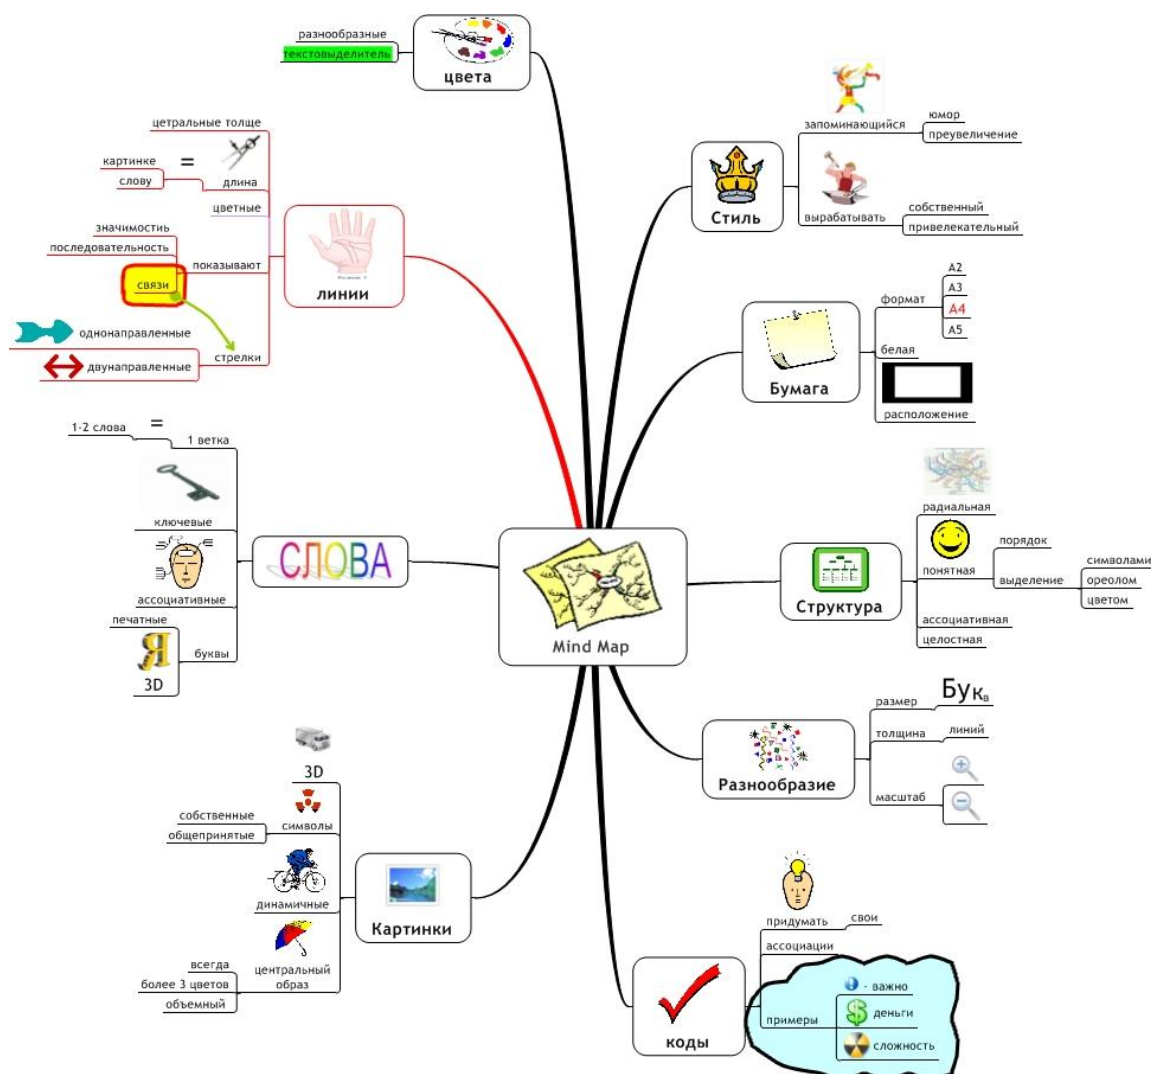 разнообразные
текстовыделитель
цвета
цетральные толще
картинке
=
слову
длина
цветные
значимостиь
последовательность
показывают
связи
однонаправленные
двунаправленные
стрелки
линии
запоминающийся
юмор
преувеличение
вырабатывать
собственный
привелекательный
Стиль
формат
A2
A3
A4
A5
белая
расположение
Бумага
1-2 слова
=
1 ветка
ключевые
ассоциативные
печатные
Я
3D
буквы
СЛОВА
Mind Map
радиальная
понятная
порядок
выделение
символами
ореолом
цветом
ассоциативная
целостная
Структура
размер
Букв
толщина
линий
масштаб
Разнообразие
3D
собственные
общепринятые
символы
динамичные
всегда
более 3 цветов
объемный
центральный
образ
Картинки
придумать
свои
ассоциации
примеры
- важно
$ деньги
сложность
коды